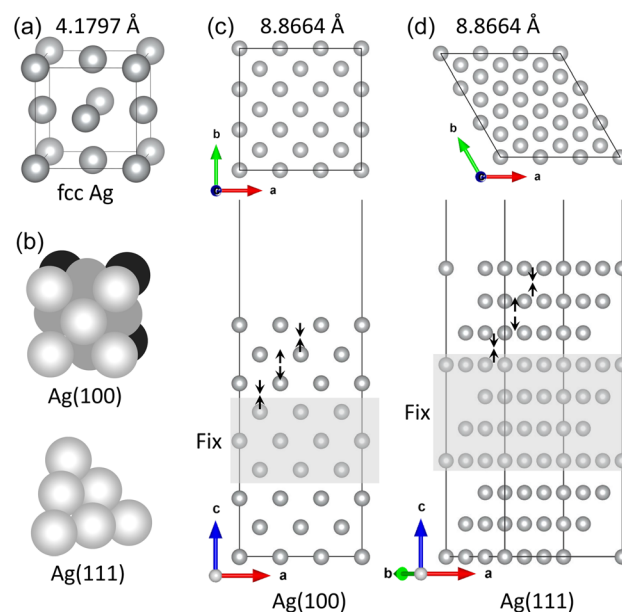 (a) 4.1797 Å
fcc Ag
(b)
Ag(100)
Ag(111)
(c) 8.8664 Å
b
a
Fix
c
a
Ag(100)
(d) 8.8664 Å
b
a
Fix
c
b
a
Ag(111)